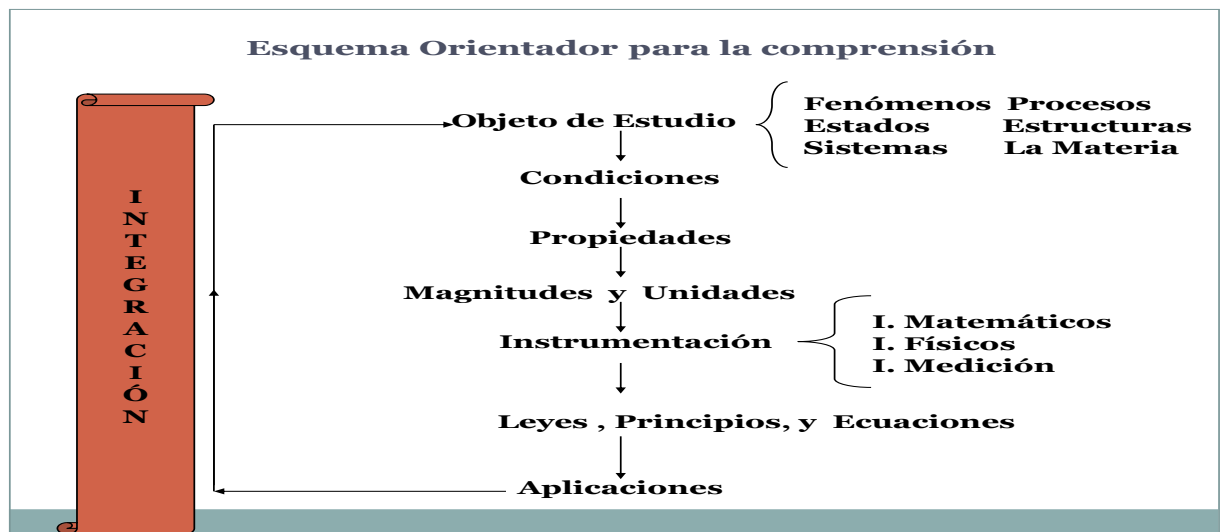 Esquema Orientador para la comprensión
INTEGRACIÓN
Objeto de Estudio
Fenómenos Procesos
Estados Estructuras
Sistemas La Materia
Condiciones
Propiedades
Magnitudes y Unidades
Instrumentación
I. Matemáticos
I. Físicos
I. Medición
Leyes , Principios, y Ecuaciones
Aplicaciones